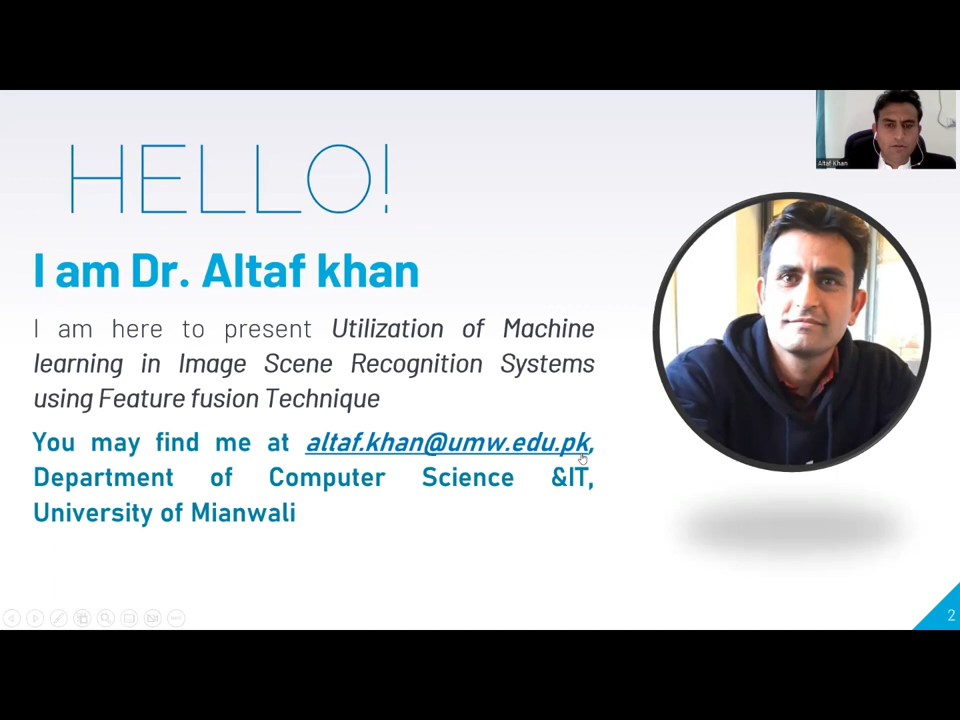 HELLO!
Altaf Khan
I am Dr. Altaf khan
I am here to present Utilization of Machine
learning in Image Scene Recognition Systems
using Feature fusion Technique
You may find me at altaf.khan@umw.edu.pk,
Department of Computer Science &IT,
University of Mianwali
2